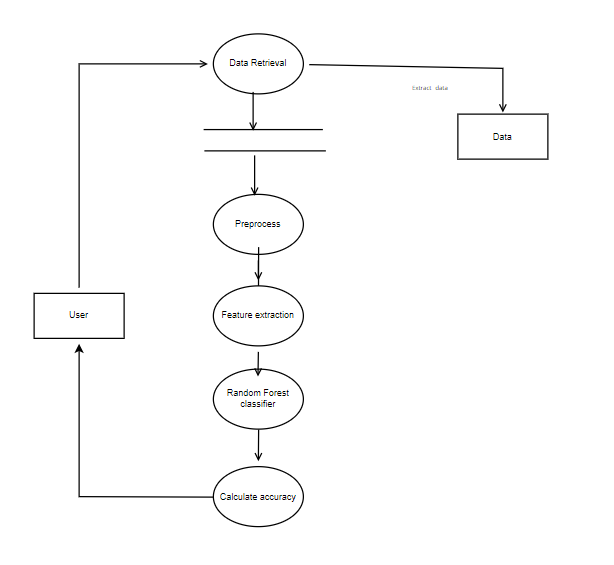 Data Retrieval
Extract data
Data
Preprocess
User
Feature extraction
Random Forest
classifier
Calculate accuracy